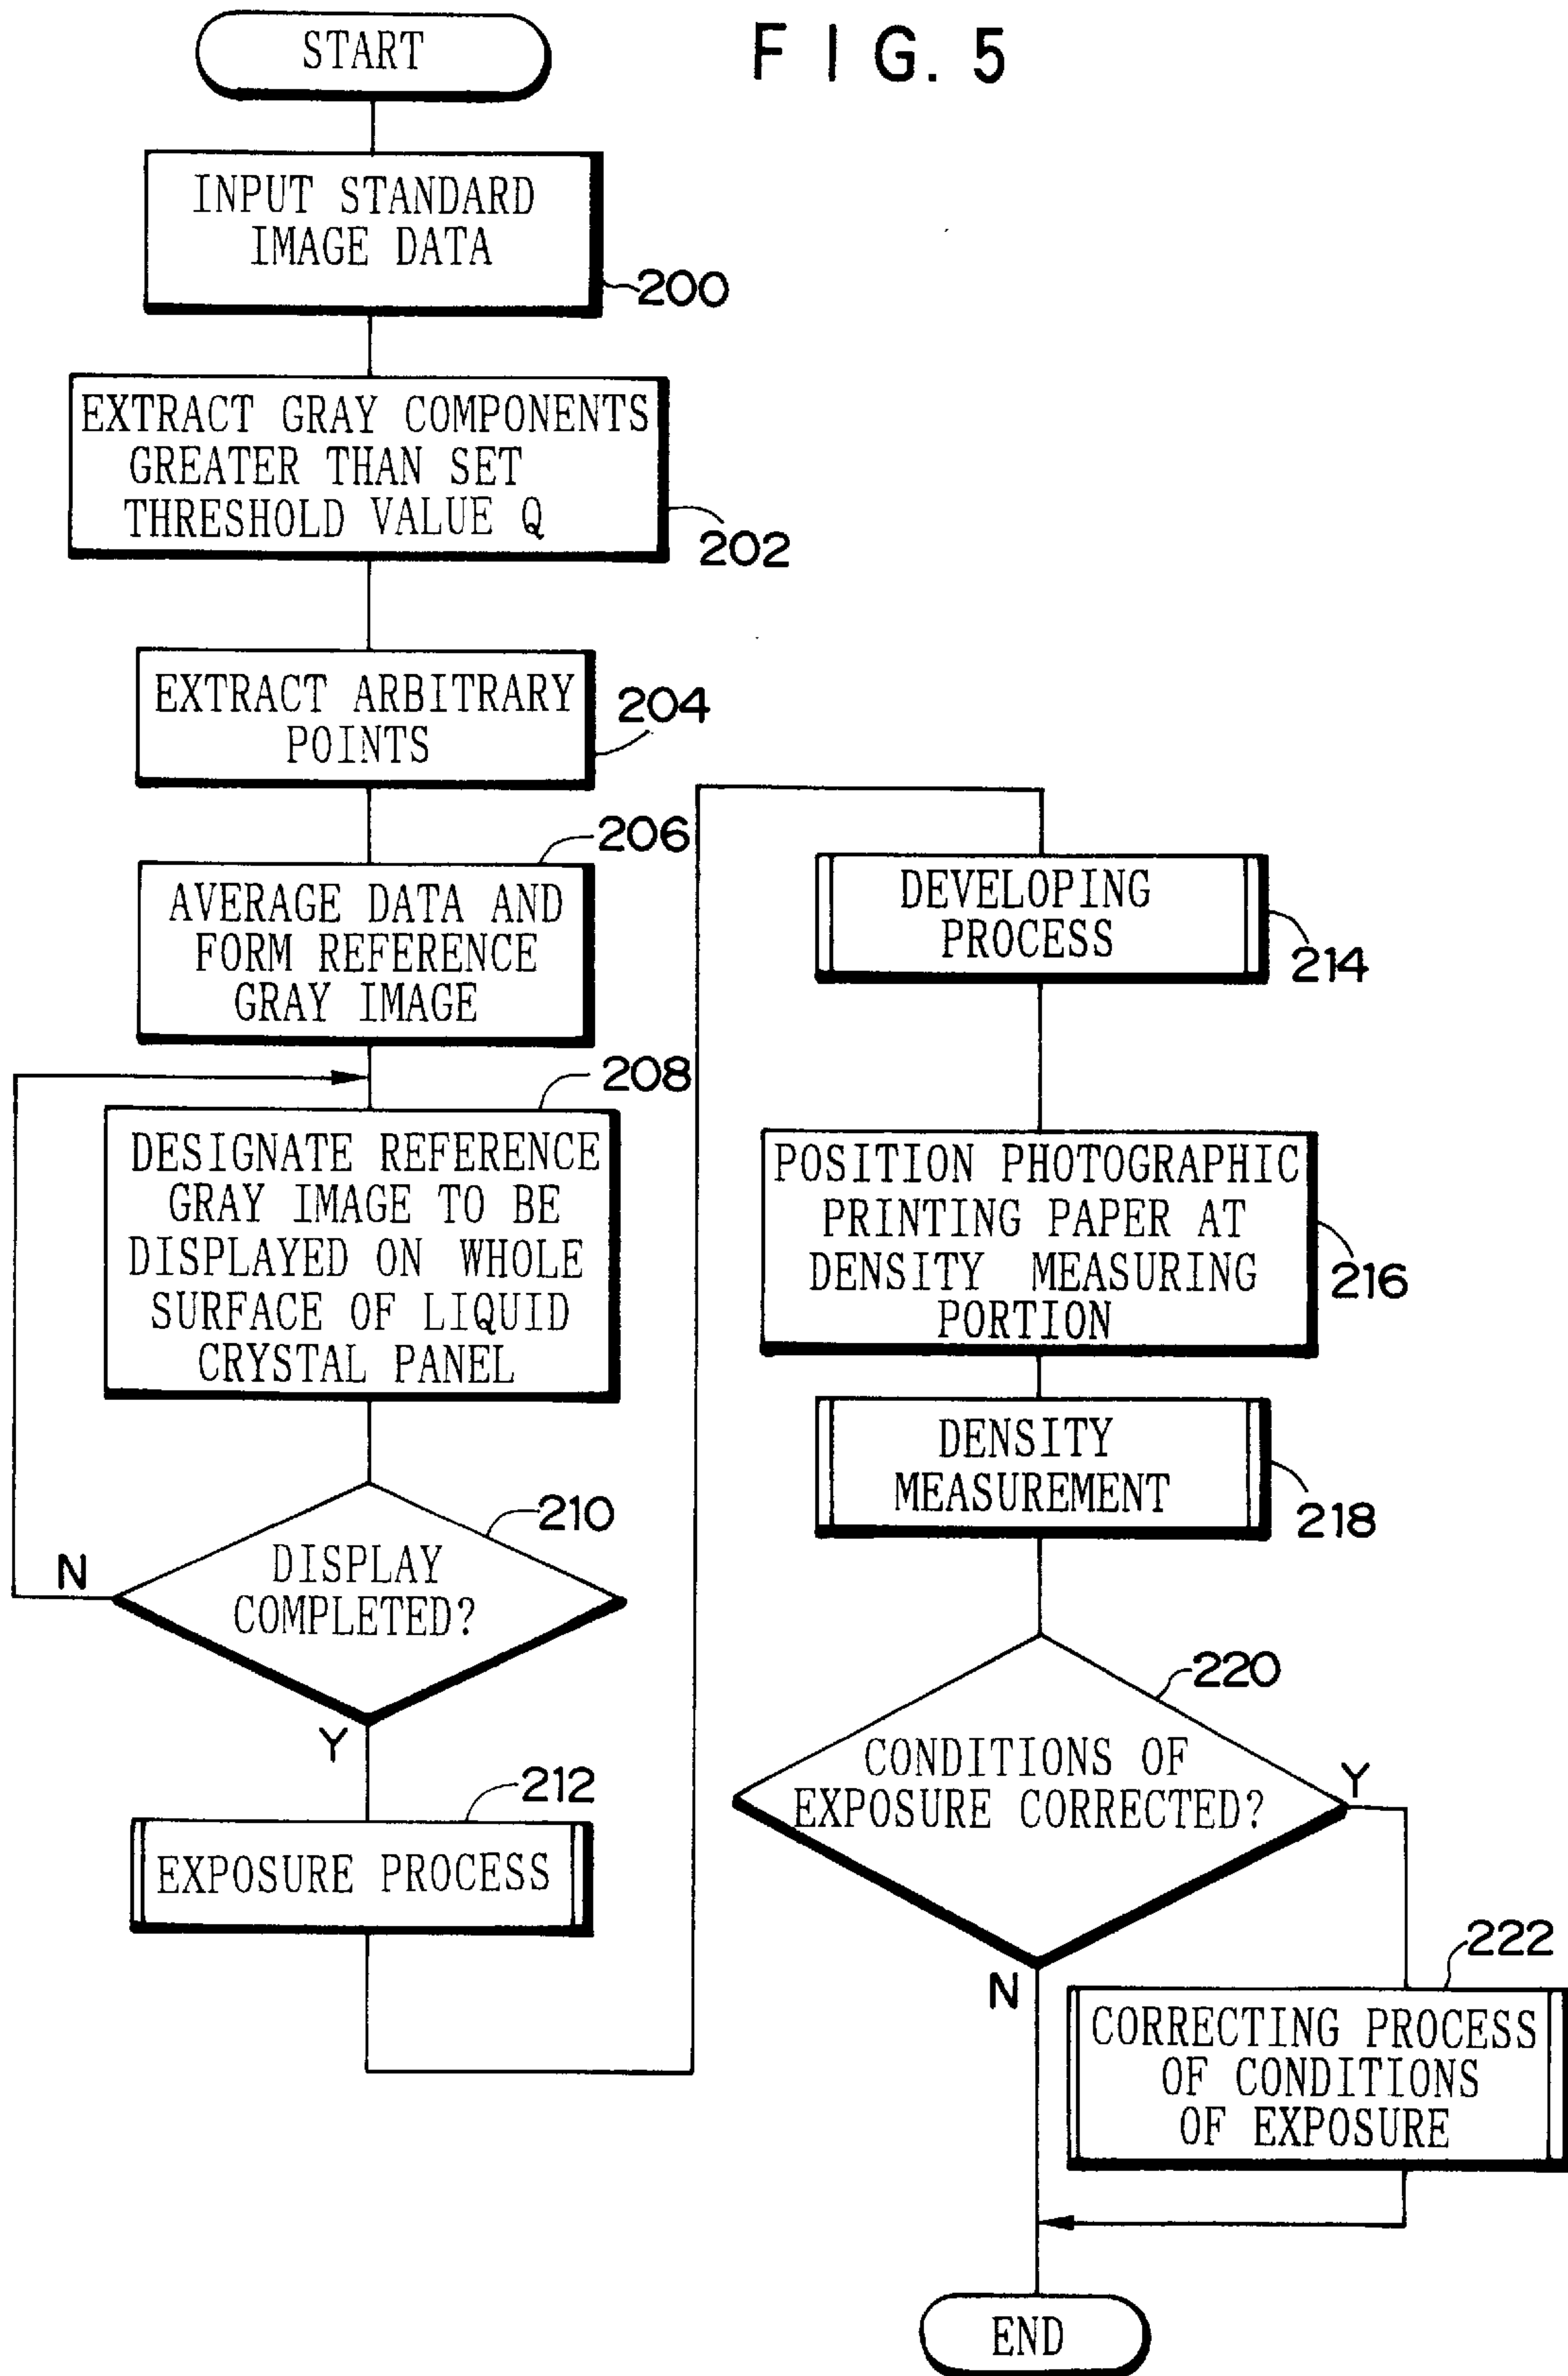 FIG. 5
START
INPUT STANDARD
IMAGE DATA
200
EXTRACT GRAY COMPONENTS
GREATER THAN SET
THRESHOLD VALUE Q
202
EXTRACT ARBITRARY
POINTS
204
206
AVERAGE DATA AND
FORM REFERENCE
GRAY IMAGE
208
DESIGNATE REFERENCE
GRAY IMAGE TO BE
DISPLAYED ON WHOLE
SURFACE OF LIQUID
CRYSTAL PANEL
210
DISPLAY
COMPLETED?
N
Y
212
EXPOSURE PROCESS
DEVELOPING
PROCESS
214
POSITION PHOTOGRAPHIC
PRINTING PAPER AT
DENSITY MEASURING
PORTION
216
DENSITY
MEASUREMENT
218
220
CONDITIONS OF
EXPOSURE CORRECTED?
Y
N
222
CORRECTING PROCESS
OF CONDITIONS
OF EXPOSURE
END